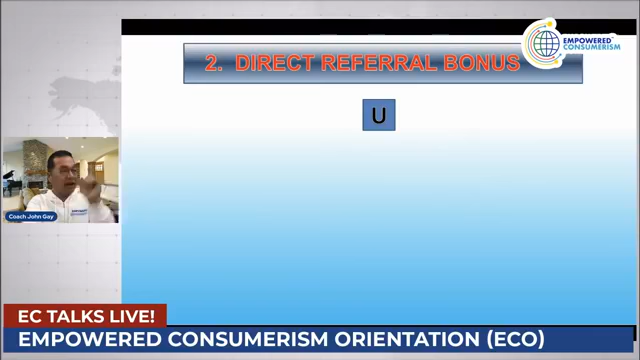 EMPOWERED
CONSUMERISM
2. DIRECT REFERRAL BONUS
U
Coach John Gay
EC TALKS LIVE!
EMPOWERED CONSUMERISM ORIENTATION (ECO)